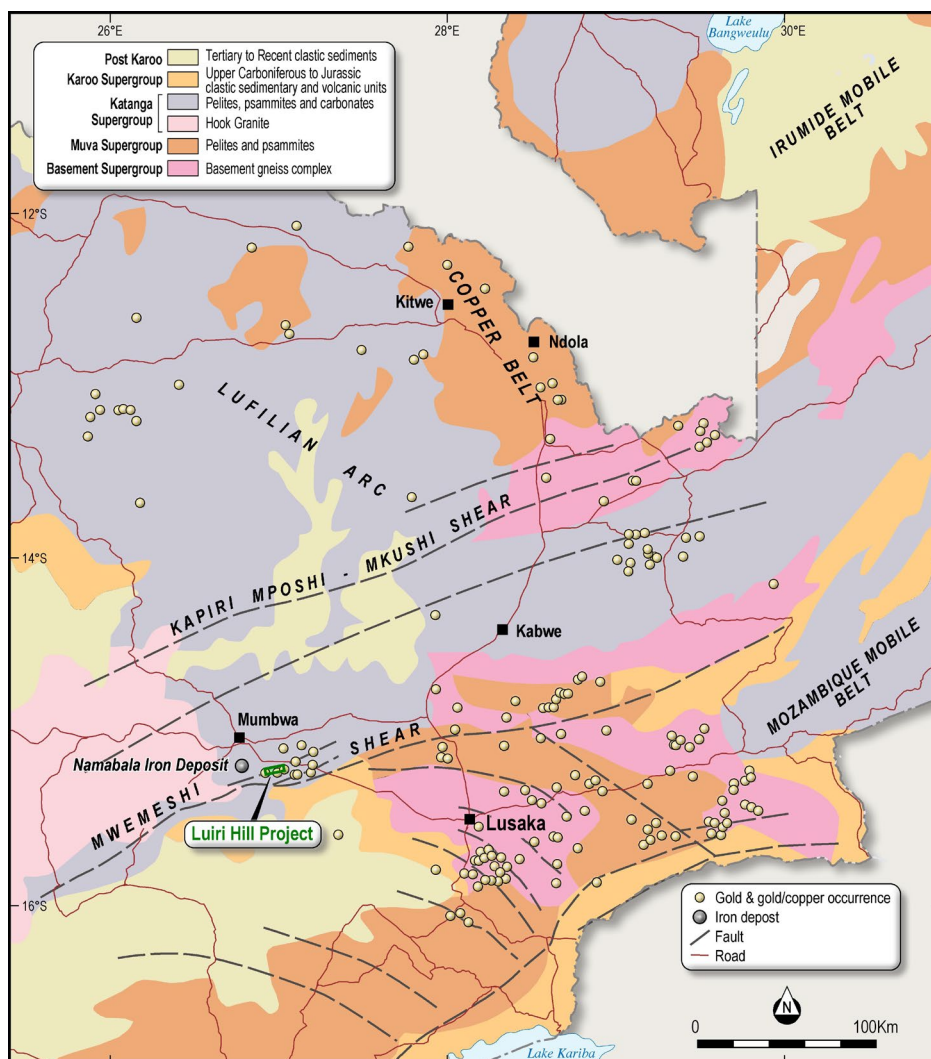 26°E
28°E
30°E
Lake
Bangweulu
Post Karoo
Tertiary to Recent clastic sediments
Karoo Supergroup
Upper Carboniferous to Jurassic
clastic sedimentary and volcanic units
Katanga
Supergroup
Pelites, psammites and carbonates
Hook Granite
Muva Supergroup
Pelites and psammites
Basement Supergroup
Basement gneiss complex
IRUMIDE MOBILE
BELT
12°S
Kitwe
COPPER BELT
Ndola
LUFILIAN ARC
14°S
KAPIRI MPOSHI - MKUSHI SHEAR
Kabwe
MOZAMBIQUE MOBILE
BELT
Mumbwa
Namabala Iron Deposit
MWEMESHI SHEAR
Luiri Hill Project
Lusaka
16°S
Gold & gold/copper occurrence
Iron depost
Fault
Road
N
0 100Km
Lake Kariba